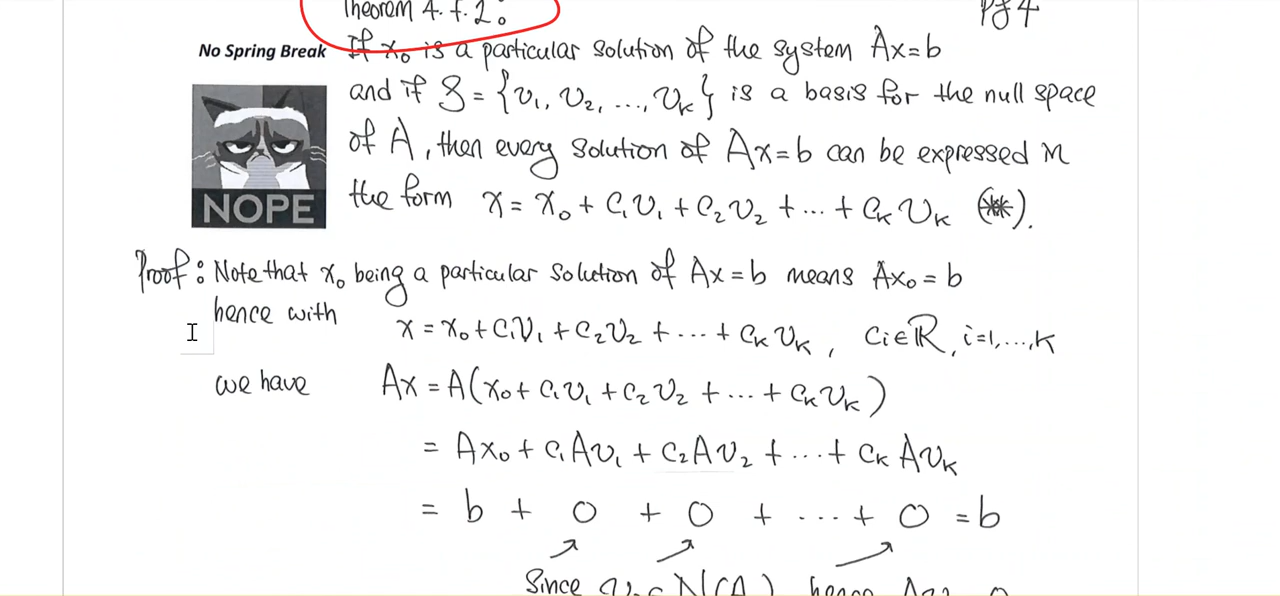 Theorem 4.7.2:
pg 4
No Spring Break
If x₀ is a particular solution of the system Ax=b
and if S = {v₁, v₂, ..., vₖ} is a basis for the null space
of A, then every solution of Ax=b can be expressed in
NOPE
the form x = x₀ + c₁v₁ + c₂v₂ + ... + cₖvₖ (**).
Proof: Note that x₀ being a particular solution of Ax=b means Ax₀ = b
hence with x = x₀ + c₁v₁ + c₂v₂ + ... + cₖvₖ, cᵢ∈ℝ, i=1,...,k
we have Ax = A(x₀ + c₁v₁ + c₂v₂ + ... + cₖvₖ)
= Ax₀ + c₁Av₁ + c₂Av₂ + ... + cₖAvₖ
= b + 0 + 0 + ... + 0 = b
Since N(A), hence